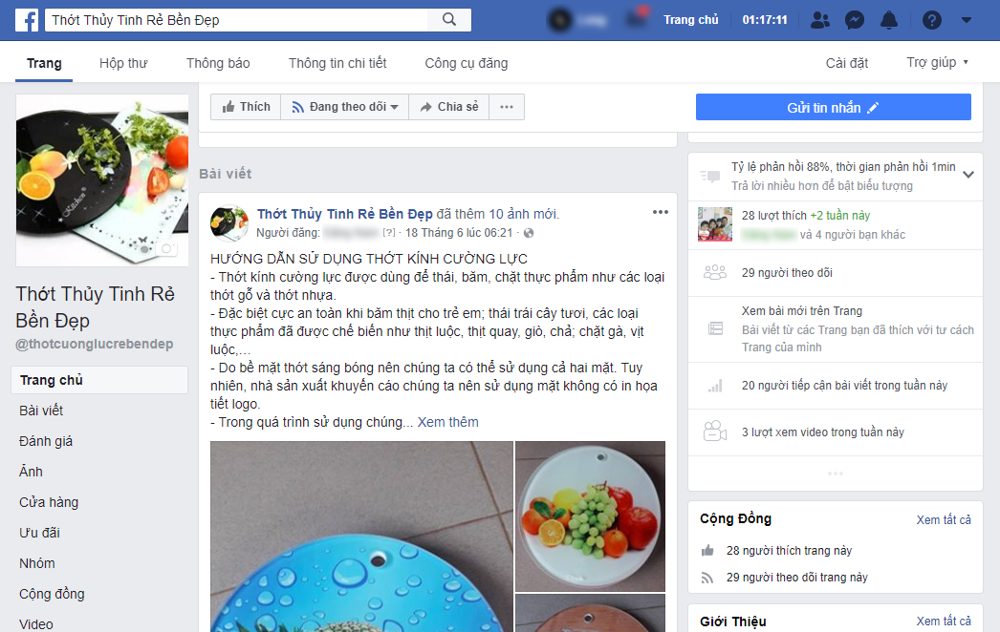 Thớt Thủy Tinh Rẻ Bền Đẹp
Trang chủ
01:17:11
Trang
Hộp thư
Thông báo
Thông tin chi tiết
Công cụ đăng
Cài đặt
Trợ giúp
Thích
Đang theo dõi
Chia sẻ
Gửi tin nhắn
Thớt Thủy Tinh Rẻ
Bền Đẹp
@thotcuonglucrebendep
Trang chủ
Bài viết
Đánh giá
Ảnh
Cửa hàng
Ưu đãi
Nhóm
Cộng đồng
Video
Bài viết
Thớt Thủy Tinh Rẻ Bền Đẹp đã thêm 10 ảnh mới.
Người đăng: [?] · 18 Tháng 6 lúc 06:21 ·
HƯỚNG DẪN SỬ DỤNG THỚT KÍNH CƯỜNG LỰC
- Thớt kính cường lực được dùng để thái, băm, chặt thực phẩm như các loại
thớt gỗ và thớt nhựa.
- Đặc biệt cực an toàn khi băm thịt cho trẻ em; thái trái cây tươi, các loại
thực phẩm đã được chế biến như thịt luộc, thịt quay, giò, chả; chặt gà, vịt
luộc,...
- Do bề mặt thớt sáng bóng nên chúng ta có thể sử dụng cả hai mặt. Tuy
nhiên, nhà sản xuất khuyến cáo chúng ta nên sử dụng mặt không có in họa
tiết logo.
- Trong quá trình sử dụng chúng... Xem thêm
Tỷ lệ phản hồi 88%, thời gian phản hồi 1min
Trả lời nhiều hơn để bật biểu tượng
28 lượt thích +2 tuần này
và 4 người bạn khác
29 người theo dõi
Xem bài mới trên Trang
Bài viết từ các Trang bạn đã thích với tư cách
Trang của mình
20 người tiếp cận bài viết trong tuần này
3 lượt xem video trong tuần này
Cộng Đồng
Xem tất cả
28 người thích trang này
29 người theo dõi trang này
Giới Thiệu
Xem tất cả